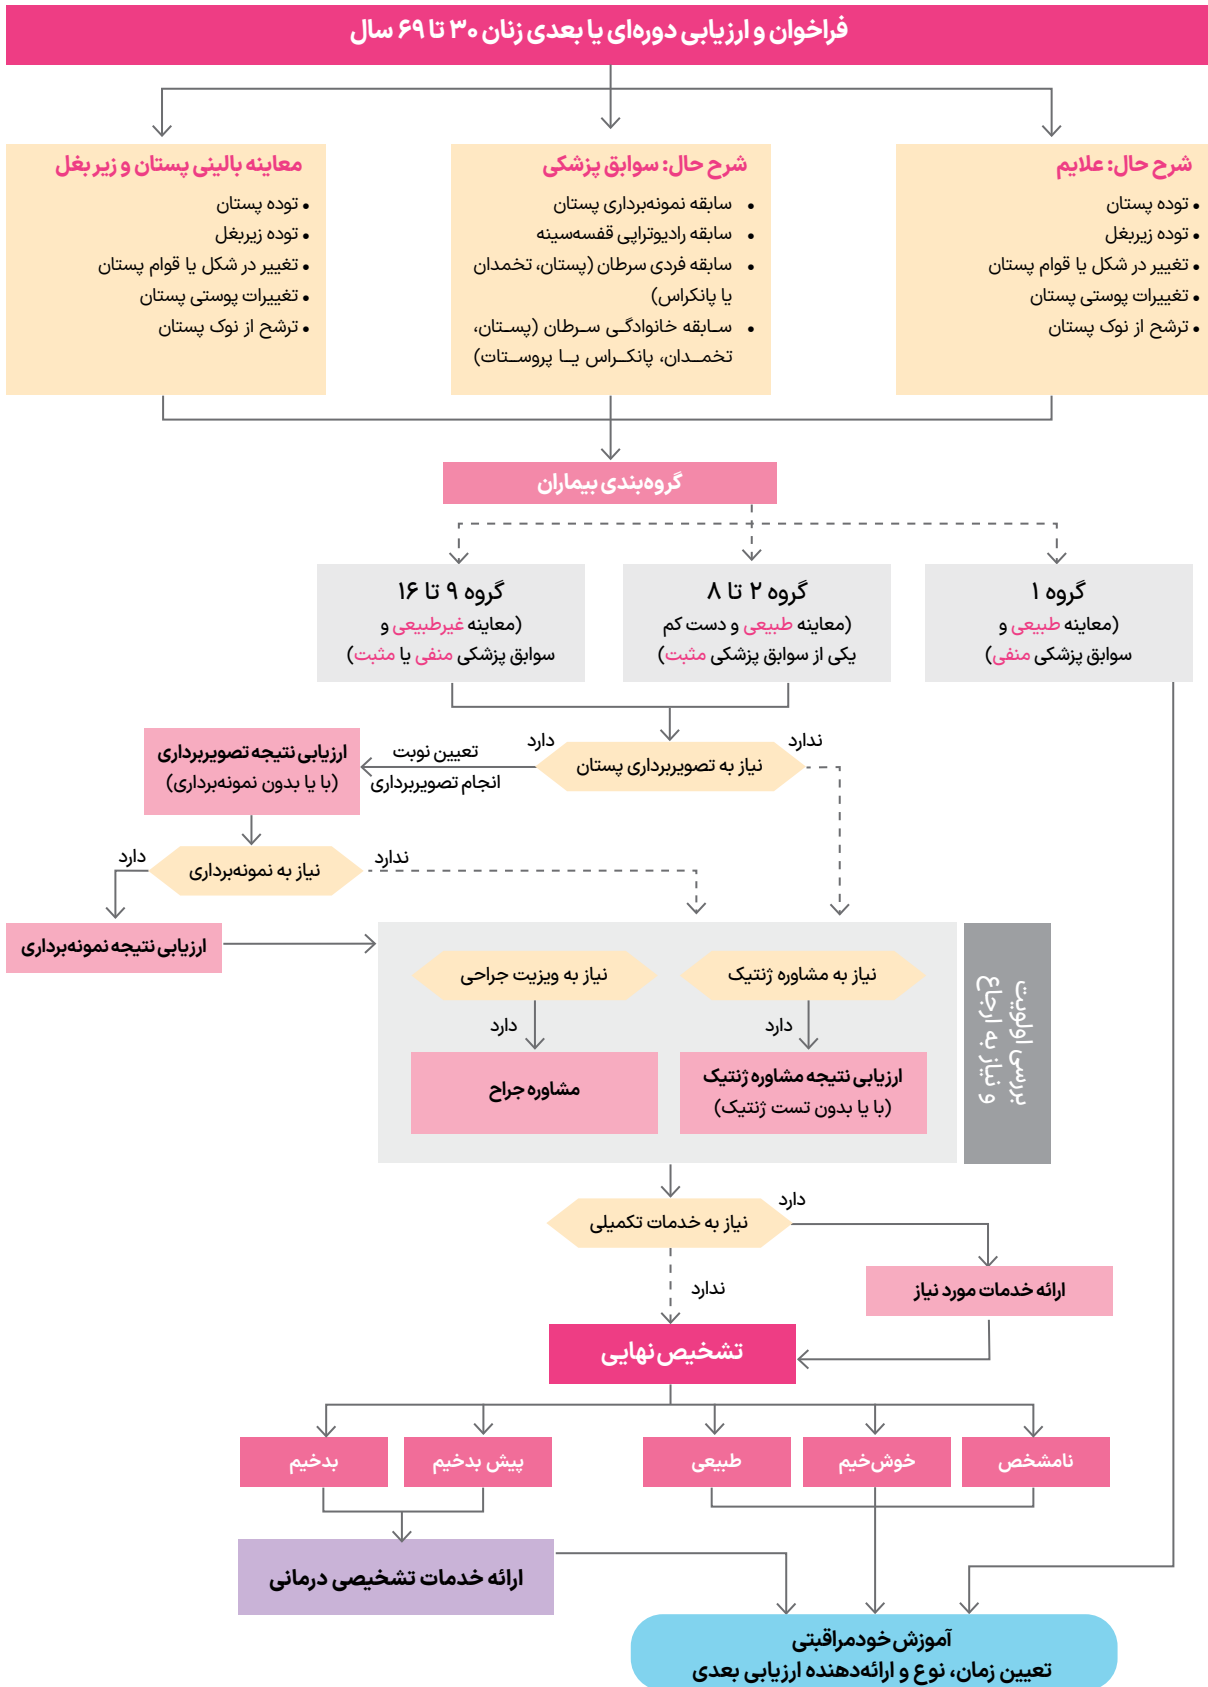 فراخوان و ارزیابی دوره‌ای یا بعدی زنان ۳۰ تا ۶۹ سال
شرح حال: علایم
• توده پستان
• توده زیربغل
• تغییر در شکل یا قوام پستان
• تغییرات پوستی پستان
• ترشح از نوک پستان
شرح حال: سوابق پزشکی
• سابقه نمونه‌برداری پستان
• سابقه رادیوتراپی قفسه‌سینه
• سابقه فردی سرطان (پستان، تخمدان
یا پانکراس)
• سـابقه خانوادگـی سـرطان (پسـتان،
تخمــدان، پانکــراس یــا پروســتات)
معاینه بالینی پستان و زیر بغل
• توده پستان
• توده زیربغل
• تغییر در شکل یا قوام پستان
• تغییرات پوستی پستان
• ترشح از نوک پستان
گروه‌بندی بیماران
گروه ۱
(معاینه طبیعی و
سوابق پزشکی منفی)
گروه ۲ تا ۸
(معاینه طبیعی و دست کم
یکی از سوابق پزشکی مثبت)
گروه ۹ تا ۱۶
(معاینه غیرطبیعی و
سوابق پزشکی منفی یا مثبت)
ندارد
نیاز به تصویربرداری پستان
دارد
تعیین نوبت
انجام تصویربرداری
ارزیابی نتیجه تصویربرداری
(با یا بدون نمونه‌برداری)
ندارد
نیاز به نمونه‌برداری
دارد
ارزیابی نتیجه نمونه‌برداری
بررسی اولویت
و نیاز به ارجاع
نیاز به مشاوره ژنتیک
دارد
ارزیابی نتیجه مشاوره ژنتیک
(با یا بدون تست ژنتیک)
نیاز به ویزیت جراحی
دارد
مشاوره جراح
دارد
نیاز به خدمات تکمیلی
ندارد
ارائه خدمات مورد نیاز
تشخیص نهایی
نامشخص
خوش‌خیم
طبیعی
پیش بدخیم
بدخیم
ارائه خدمات تشخیصی درمانی
آموزش خودمراقبتی
تعیین زمان، نوع و ارائه‌دهنده ارزیابی بعدی